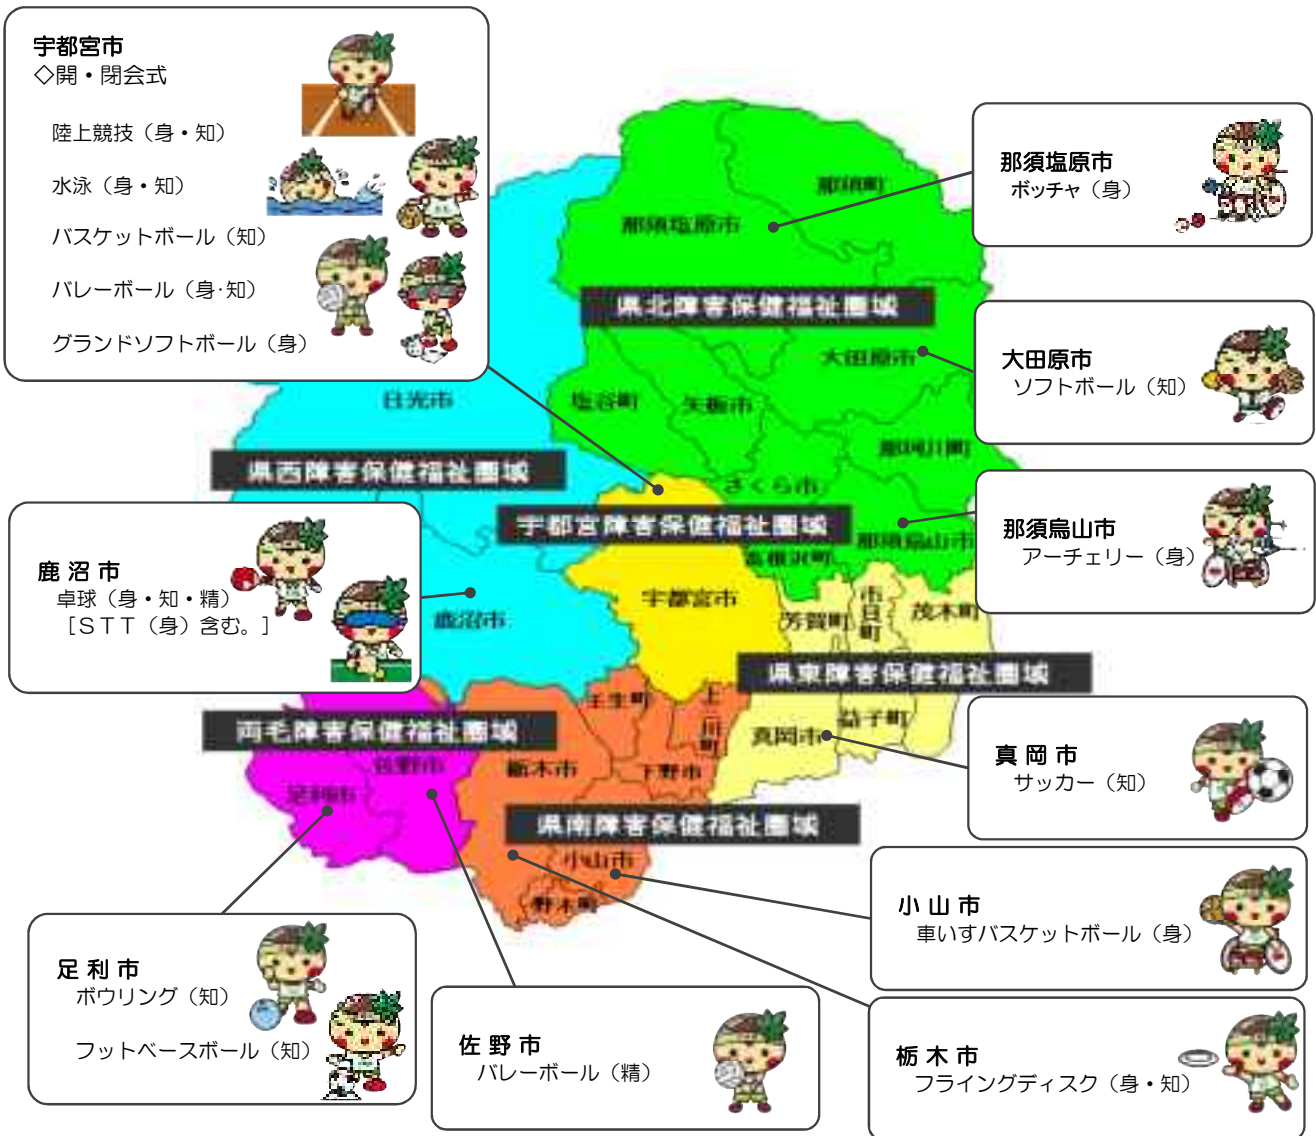 宇都宮市
◇開・閉会式
陸上競技（身・知）
水泳（身・知）
バスケットボール（知）
バレーボール（身・知）
グランドソフトボール（身）
那須塩原市
ボッチャ（身）
大田原市
ソフトボール（知）
那須烏山市
アーチェリー（身）
鹿沼市
卓球（身・知・精）
［ＳＴＴ（身）含む。］
真岡市
サッカー（知）
小山市
車いすバスケットボール（身）
栃木市
フライングディスク（身・知）
佐野市
バレーボール（精）
足利市
ボウリング（知）
フットベースボール（知）
那須町
那須塩原市
県北障害保健福祉圏域
大田原市
日光市
塩谷町
矢板市
那珂川町
県西障害保健福祉圏域
さくら市
宇都宮障害保健福祉圏域
那須烏山市
高根沢町
宇都宮市
鹿沼市
芳賀町
市貝町
茂木町
県東障害保健福祉圏域
壬生町
上三川町
益子町
真岡市
両毛障害保健福祉圏域
佐野市
栃木市
下野市
足利市
県南障害保健福祉圏域
小山市
野木町